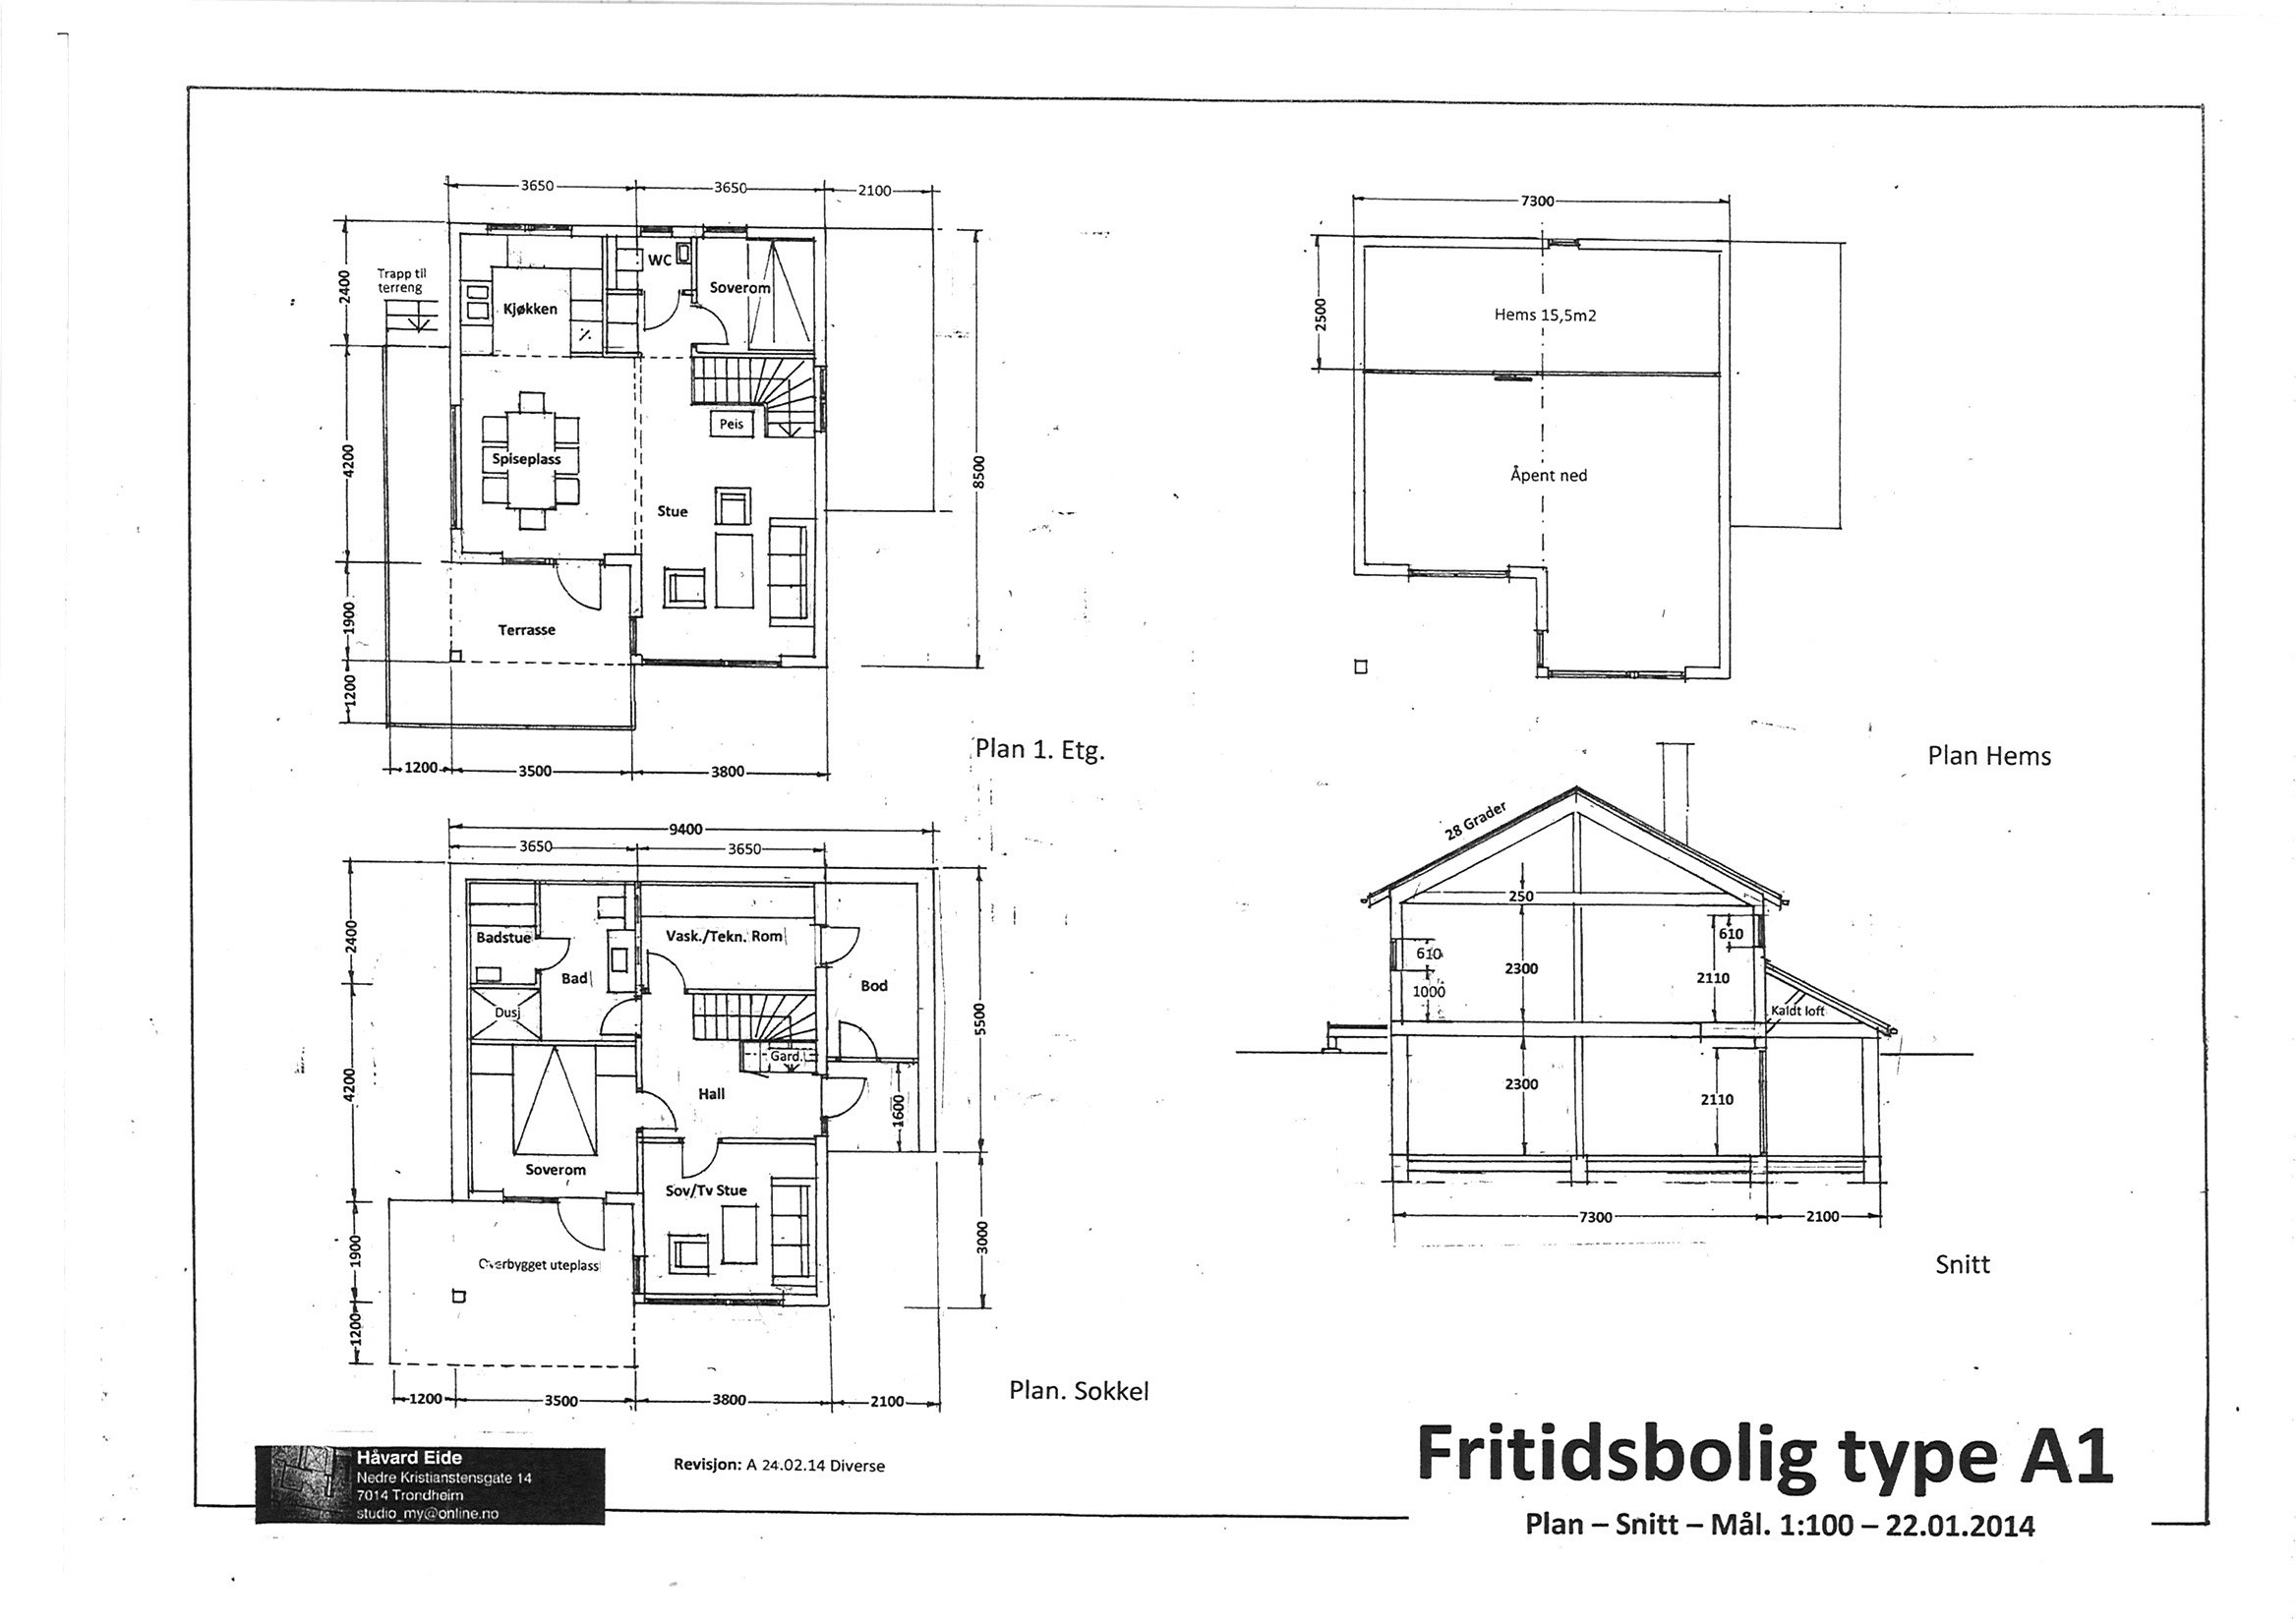 3650
3650
2100
2400
4200
1900
1200
8500
Trapp til
terreng
WC
Soverom
Kjøkken
Peis
Spiseplass
Stue
Terrasse
1200
3500
3800
Plan 1. Etg.
7300
2500
Hems 15,5m2
Åpent ned
Plan Hems
9400
3650
3650
2400
4200
1900
1200
5500
3000
Badstue
Vask./Tekn. Rom
Bad
Bod
Dusj
Gard.
Hall
1600
Soverom
Sov/Tv Stue
Overbygget uteplass
1200
3500
3800
2100
Plan. Sokkel
28 Grader
250
610
610
2300
2110
1000
Kaldt loft
2300
2110
7300
2100
Snitt
Håvard Eide
Nedre Kristianstensgate 14
7014 Trondheim
studio_my@online.no
Revisjon: A 24.02.14 Diverse
Fritidsbolig type A1
Plan – Snitt – Mål. 1:100 – 22.01.2014